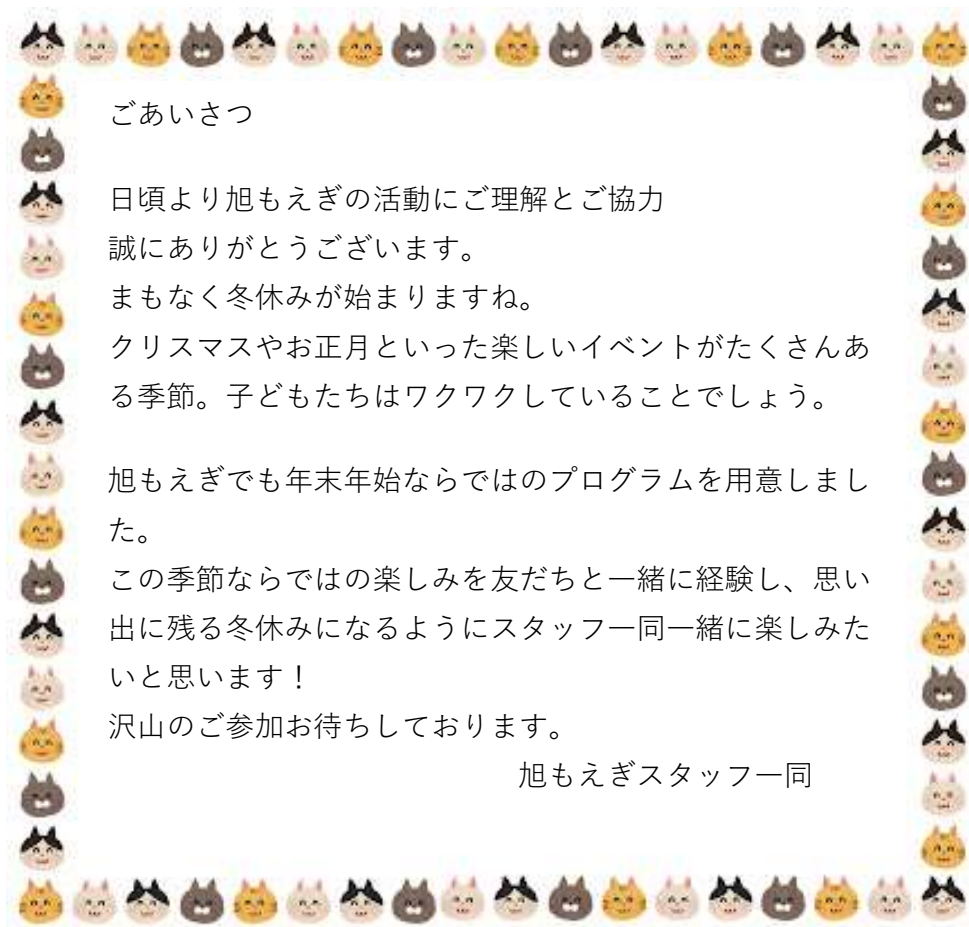 ごあいさつ
日頃より旭もえぎの活動にご理解とご協力
誠にありがとうございます。
まもなく冬休みが始まりますね。
クリスマスやお正月といった楽しいイベントがたくさんあ
る季節。子どもたちはワクワクしていることでしょう。
旭もえぎでも年末年始ならではのプログラムを用意しまし
た。
この季節ならではの楽しみを友だちと一緒に経験し、思い
出に残る冬休みになるようにスタッフ一同一緒に楽しみた
いと思います！
沢山のご参加お待ちしております。
旭もえぎスタッフ一同